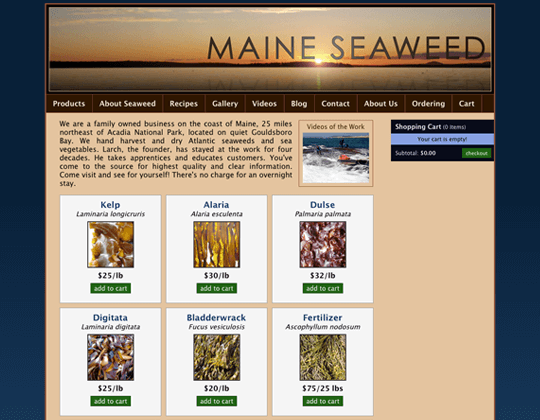 MAINE SEAWEED
Products About Seaweed Recipes Gallery Videos Blog Contact About Us Ordering Cart
We are a family owned business on the coast of Maine, 25 miles
northeast of Acadia National Park, located on quiet Gouldsboro
Bay. We hand harvest and dry Atlantic seaweeds and sea
vegetables. Larch, the founder, has stayed at the work for four
decades. He takes apprentices and educates customers. You've
come to the source for highest quality and clear information.
Come visit and see for yourself! There's no charge for an overnight
stay.
Videos of the Work
Shopping Cart (0 items)
Your cart is empty!
Subtotal: $0.00 checkout
Kelp
Laminaria longicruris
$25/lb
add to cart
Alaria
Alaria esculenta
$30/lb
add to cart
Dulse
Palmaria palmata
$32/lb
add to cart
Digitata
Laminaria digitata
$25/lb
add to cart
Bladderwrack
Fucus vesiculosis
$20/lb
add to cart
Fertilizer
Ascophyllum nodosum
$75/25 lbs
add to cart